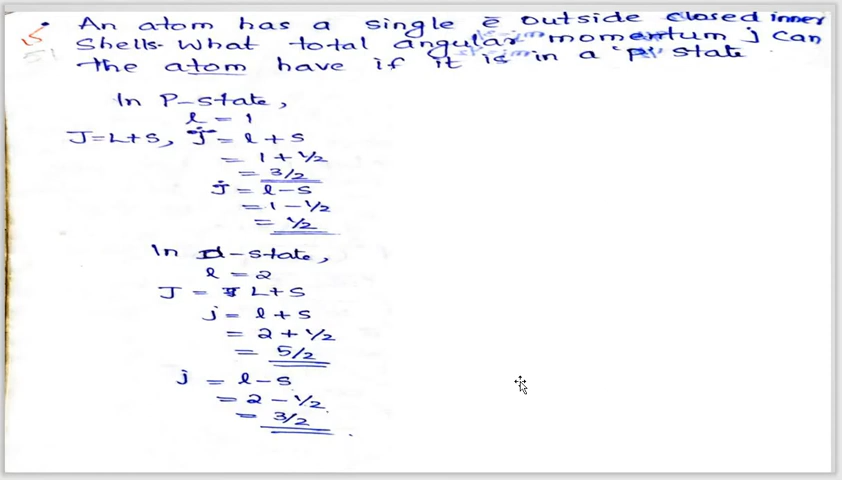 • An atom has a single ē outside closed inner
15 Shells. What total angular momentum j can
the atom have if it is in a 'P' state
In P-state,
l = 1
J=L+S, j = l + s
= 1 + 1/2
= 3/2
j = l - s
= 1 - 1/2
= 1/2
In d-state,
l = 2
J = L+S
j = l + s
= 2 + 1/2
= 5/2
j = l - s
= 2 - 1/2
= 3/2